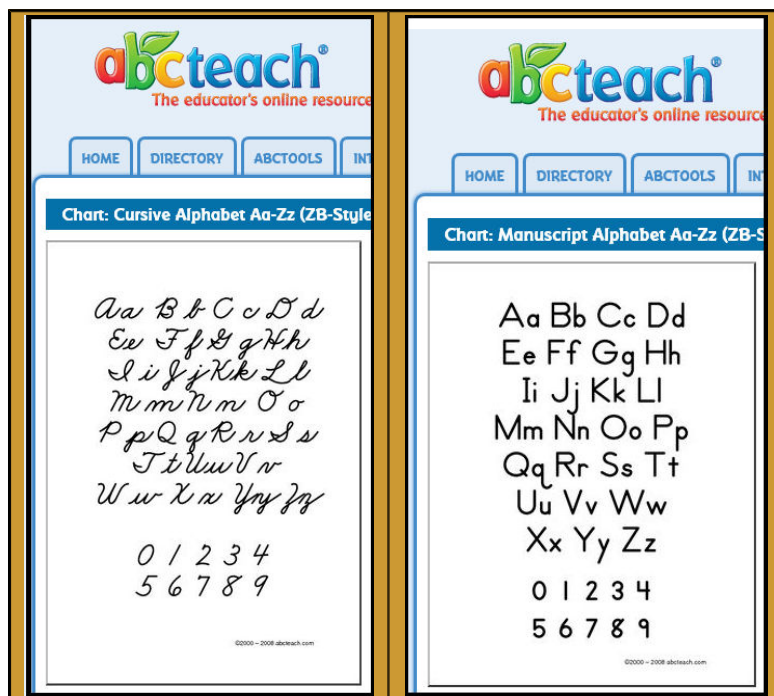 abcteach®
The educator's online resource
HOME DIRECTORY ABCTOOLS INT
Chart: Cursive Alphabet Aa-Zz (ZB-Style
Aa Bb Cc Dd
Ee Ff Gg Hh
Ii Jj Kk Ll
Mm Nn Oo
Pp Qq Rr Ss
Tt Uu Vv
Ww Xx Yy Zz
0 1 2 3 4
5 6 7 8 9
©2000 – 2008 abcteach.com
abcteach®
The educator's online resource
HOME DIRECTORY ABCTOOLS IN
Chart: Manuscript Alphabet Aa-Zz (ZB-S
Aa Bb Cc Dd
Ee Ff Gg Hh
Ii Jj Kk Ll
Mm Nn Oo Pp
Qq Rr Ss Tt
Uu Vv Ww
Xx Yy Zz
0 1 2 3 4
5 6 7 8 9
©2000 – 2008 abcteach.com